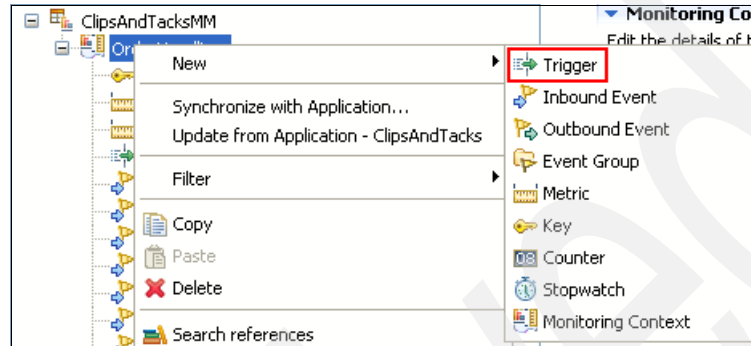 ClipsAndTacksMM
Monitoring Co
Edit the details of t
New
Trigger
Inbound Event
Synchronize with Application...
Outbound Event
Update from Application - ClipsAndTacks
Event Group
Filter
Metric
Copy
Key
Paste
Counter
Delete
Stopwatch
Search references
Monitoring Context